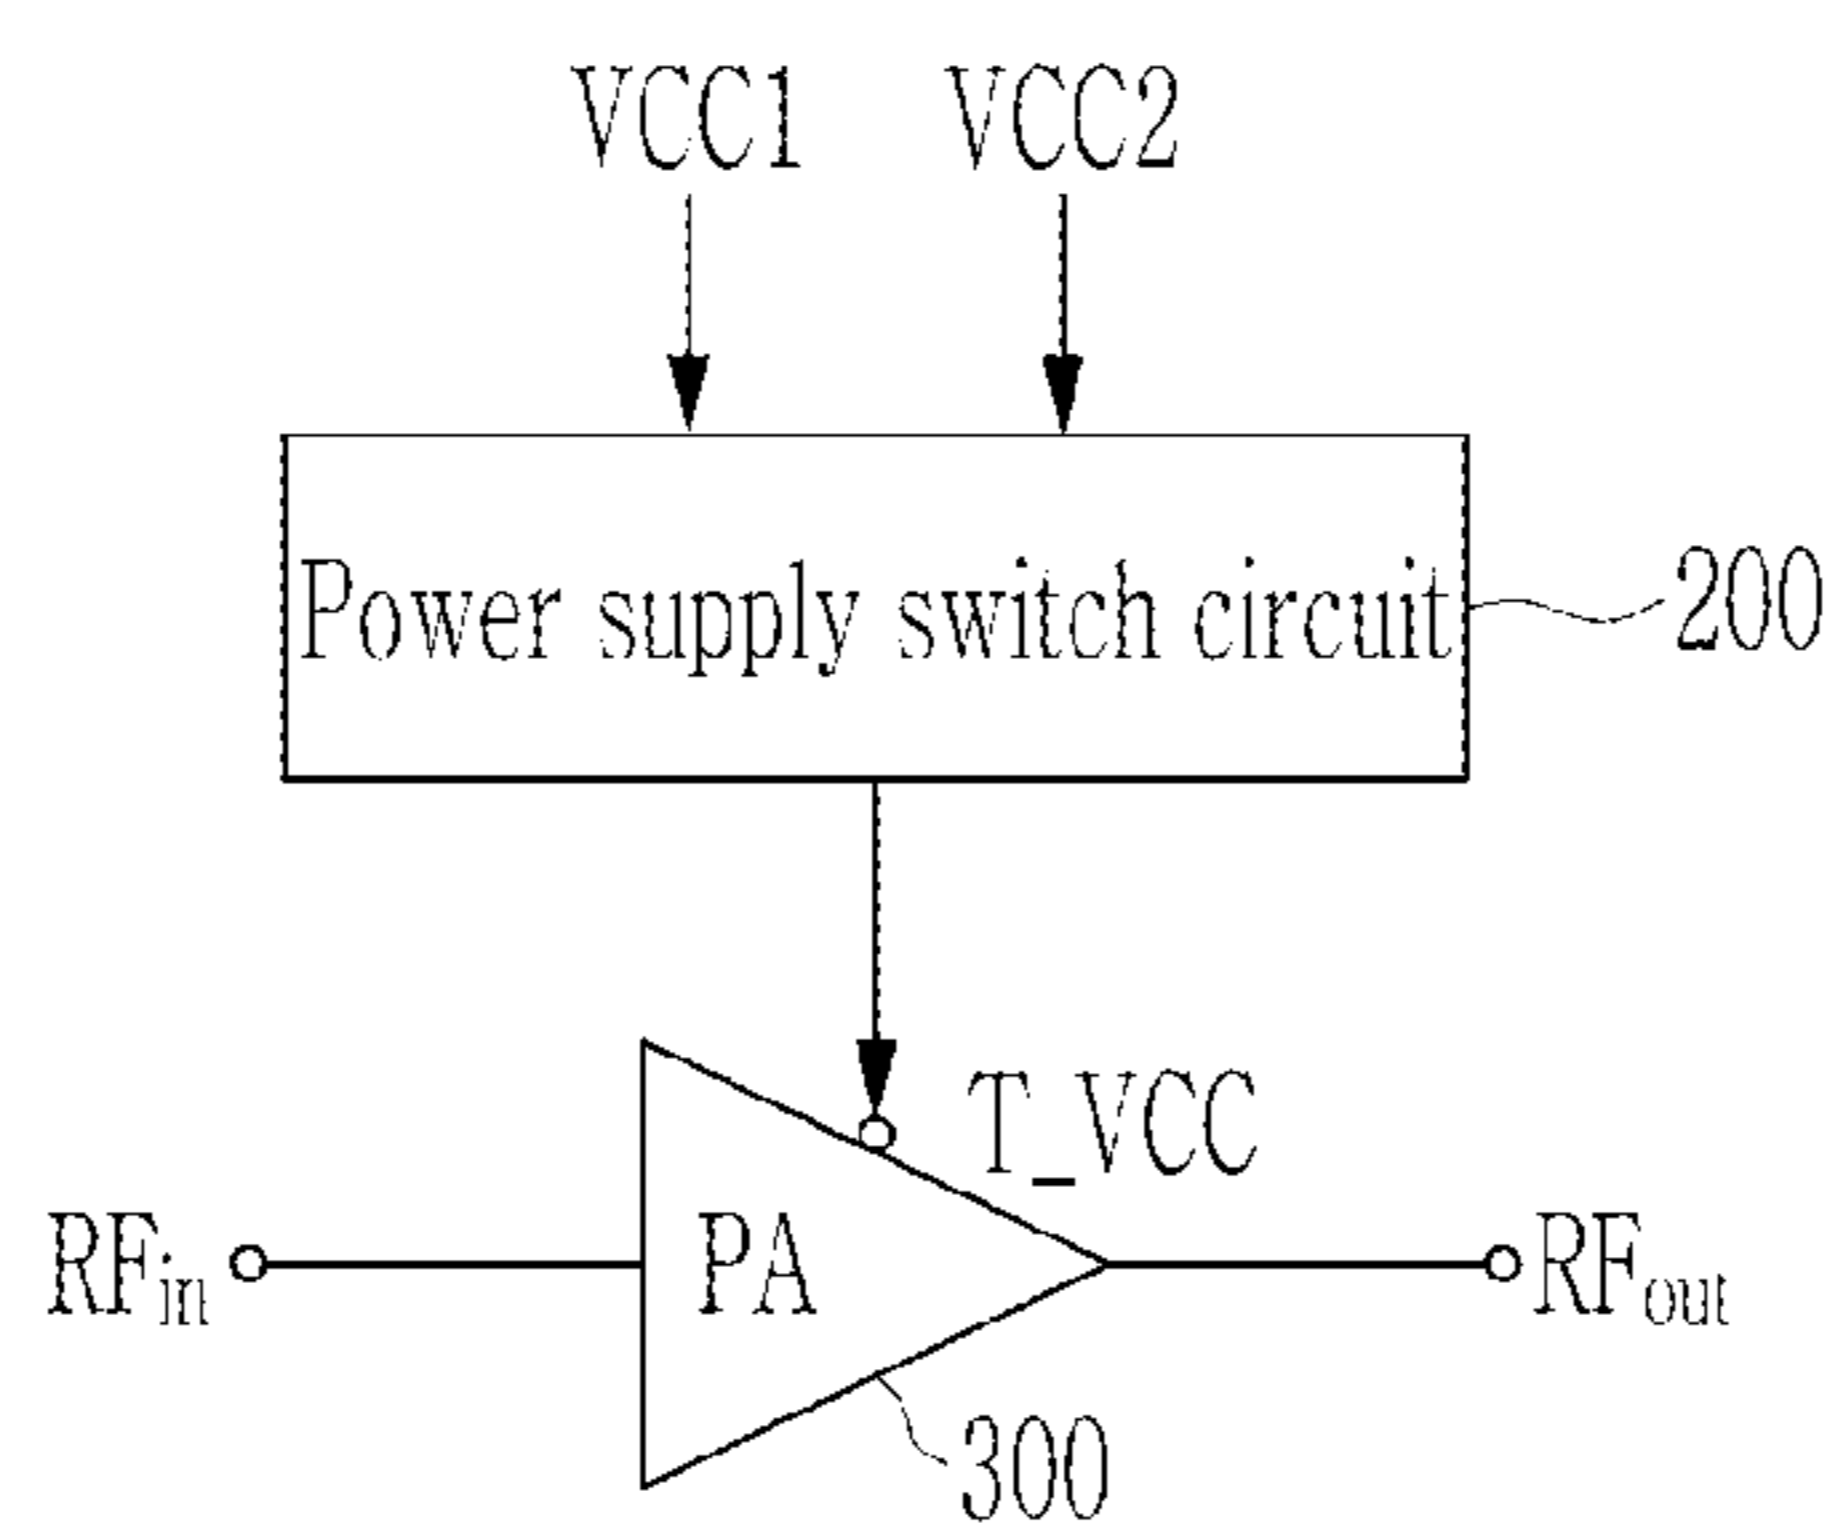 VCC1 VCC2
Power supply switch circuit 200
T_VCC
RFin PA RFout
300